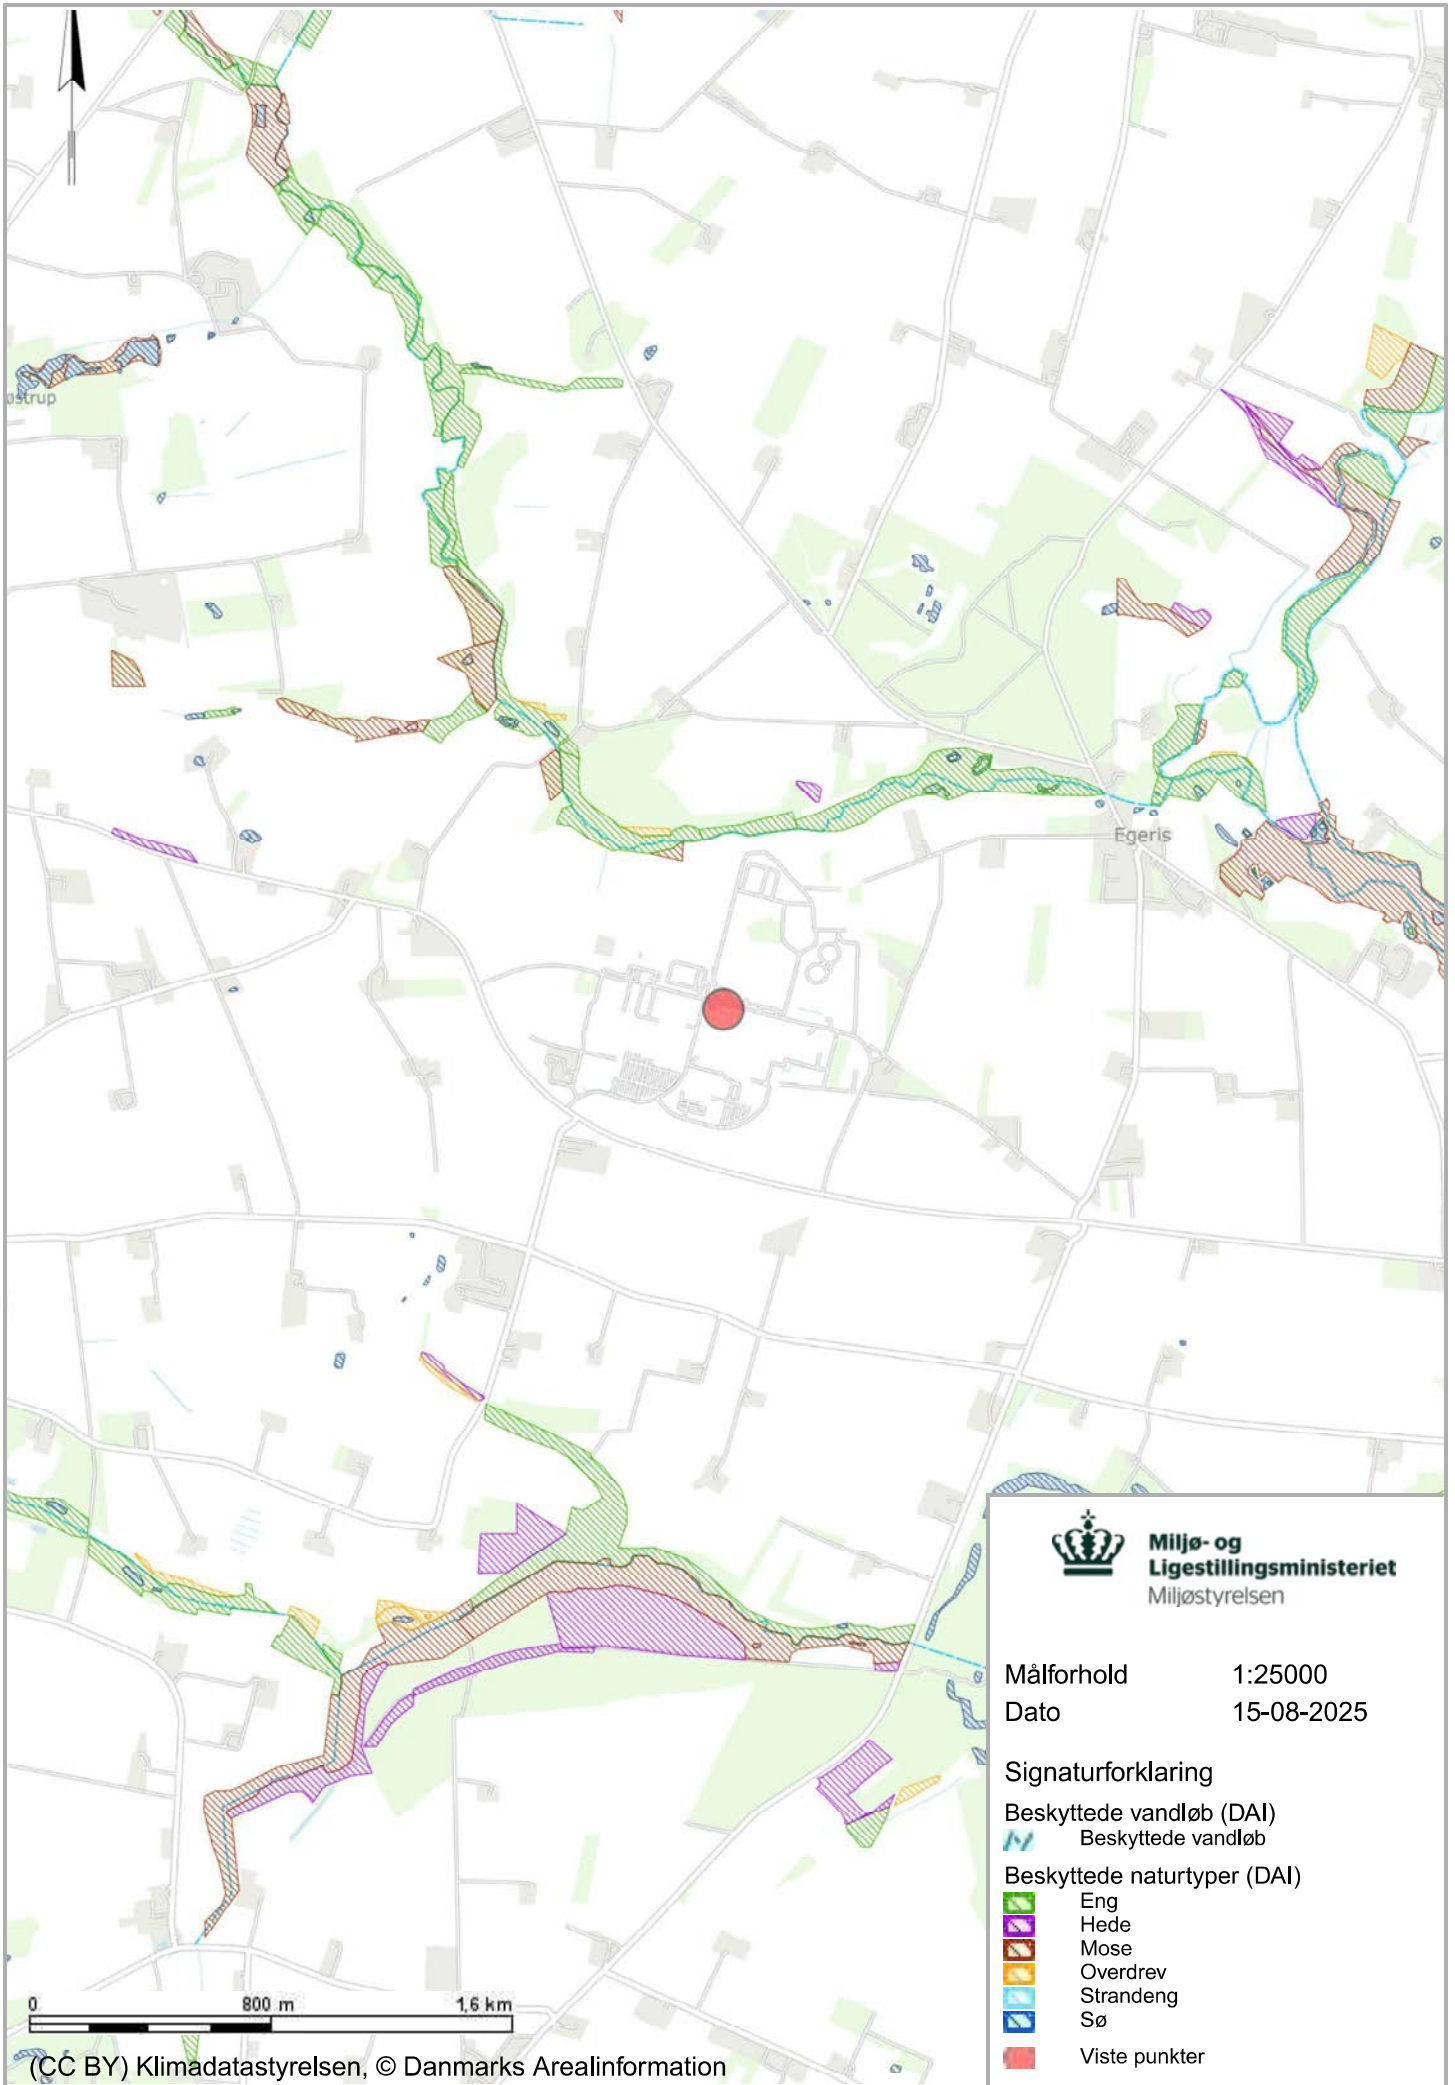 østrup
Egeris
Miljø- og
Ligestillingsministeriet
Miljøstyrelsen
Målforhold 1:25000
Dato 15-08-2025
Signaturforklaring
Beskyttede vandløb (DAI)
Beskyttede vandløb
Beskyttede naturtyper (DAI)
Eng
Hede
Mose
Overdrev
Strandeng
Sø
Viste punkter
0 800 m 1,6 km
(CC BY) Klimadatastyrelsen, © Danmarks Arealinformation